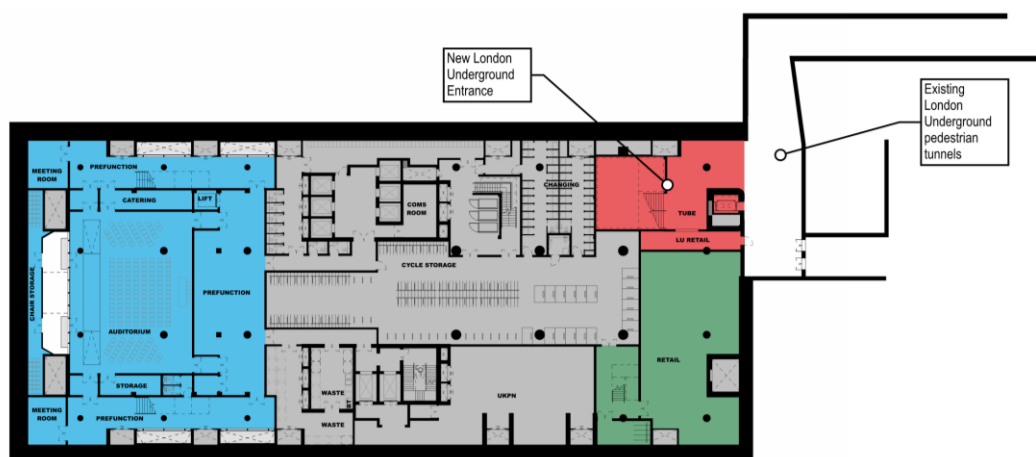 New London
Underground
Entrance
Existing
London
Underground
pedestrian
tunnels
MEETING
ROOM
PREFUNCTION
PREFUNCTION
CATERING
LIFT
COMS
ROOM
CHANGING
TUBE
LU RETAIL
CYCLE STORAGE
CHAIR STORAGE
PREFUNCTION
AUDITORIUM
RETAIL
STORAGE
WASTE
UKPN
MEETING
ROOM
PREFUNCTION
WASTE